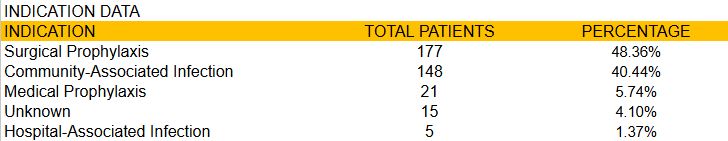 INDICATION DATA
INDICATION TOTAL PATIENTS PERCENTAGE
Surgical Prophylaxis 177 48.36%
Community-Associated Infection 148 40.44%
Medical Prophylaxis 21 5.74%
Unknown 15 4.10%
Hospital-Associated Infection 5 1.37%